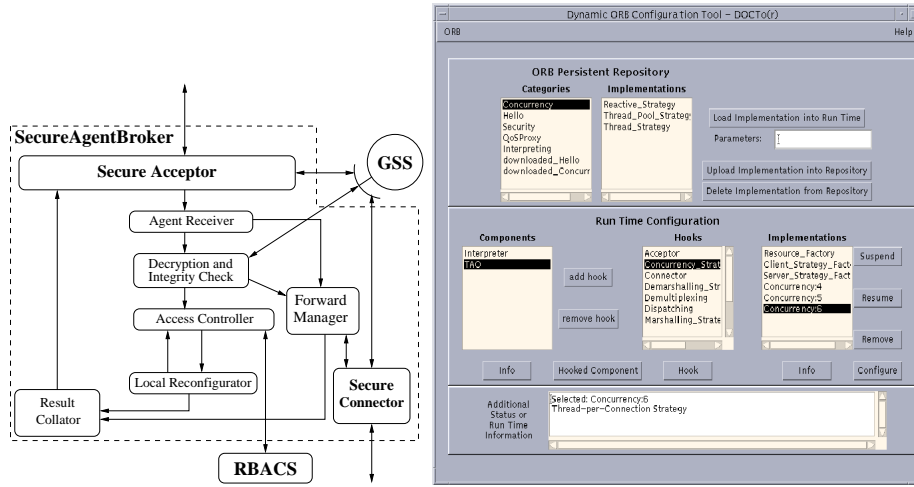 SecureAgentBroker
GSS
Secure Acceptor
Agent Receiver
Decryption and
Integrity Check
Forward
Manager
Access Controller
Local Reconfigurator
Result
Collator
Secure
Connector
RBACS
Dynamic ORB Configuration Tool - DOCTo(r)
ORB
Help
ORB Persistent Repository
Categories
Implementations
Concurrency
Hello
Security
QoSProxy
Interpreting
downloaded_Hello
downloaded_Concurr
Reactive_Strategy
Thread_Pool_Strateg
Thread_Strategy
Load Implementation into Run Time
Parameters:
Upload Implementation into Repository
Delete Implementation from Repository
Run Time Configuration
Components
Hooks
Implementations
Interpreter
TAO
add hook
remove hook
Acceptor
Concurrency_Strat
Connector
Demarshalling_Str
Demultiplexing
Dispatching
Marshalling_Strate
Resource_Factory
Client_Strategy_Fact
Server_Strategy_Fact
Concurrency:4
Concurrency:5
Concurrency:6
Suspend
Resume
Remove
Info
Hooked Component
Hook
Info
Configure
Additional
Status or
Run Time
Information
Selected: Concurrency:6
Thread-per-Connection Strategy